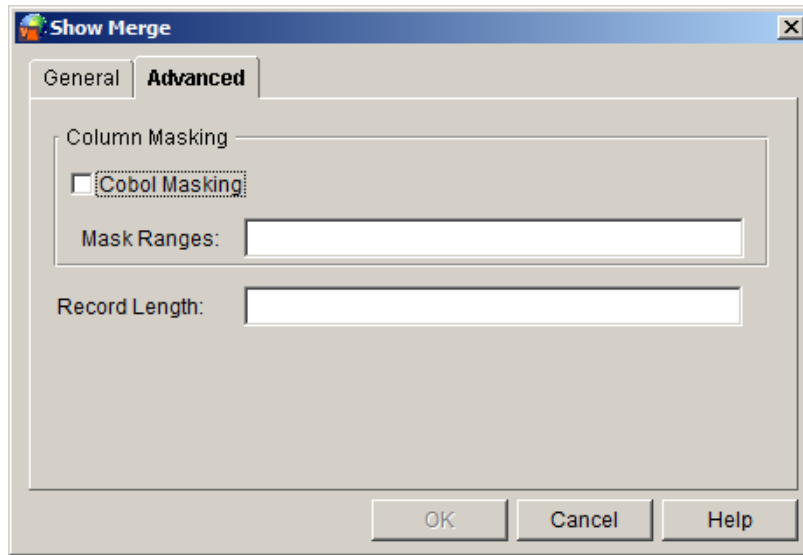 Show Merge
General Advanced
Column Masking
Cobol Masking
Mask Ranges:
Record Length:
OK Cancel Help